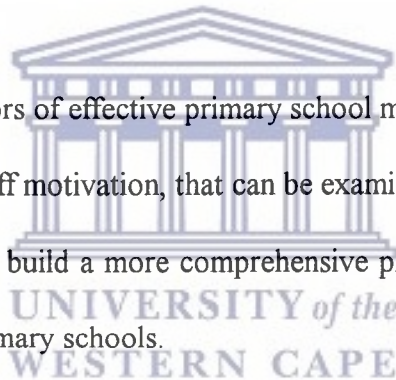 ors of effective primary school m
ff motivation, that can be exami
build a more comprehensive p
UNIVERSITY of the
mary schools.
WESTERN CAPE